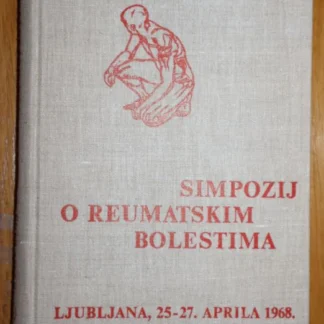 SIMPOZIJ
O REUMATSKIM
BOLESTIMA
LJUBLJANA, 25-27. APRILA 1968.